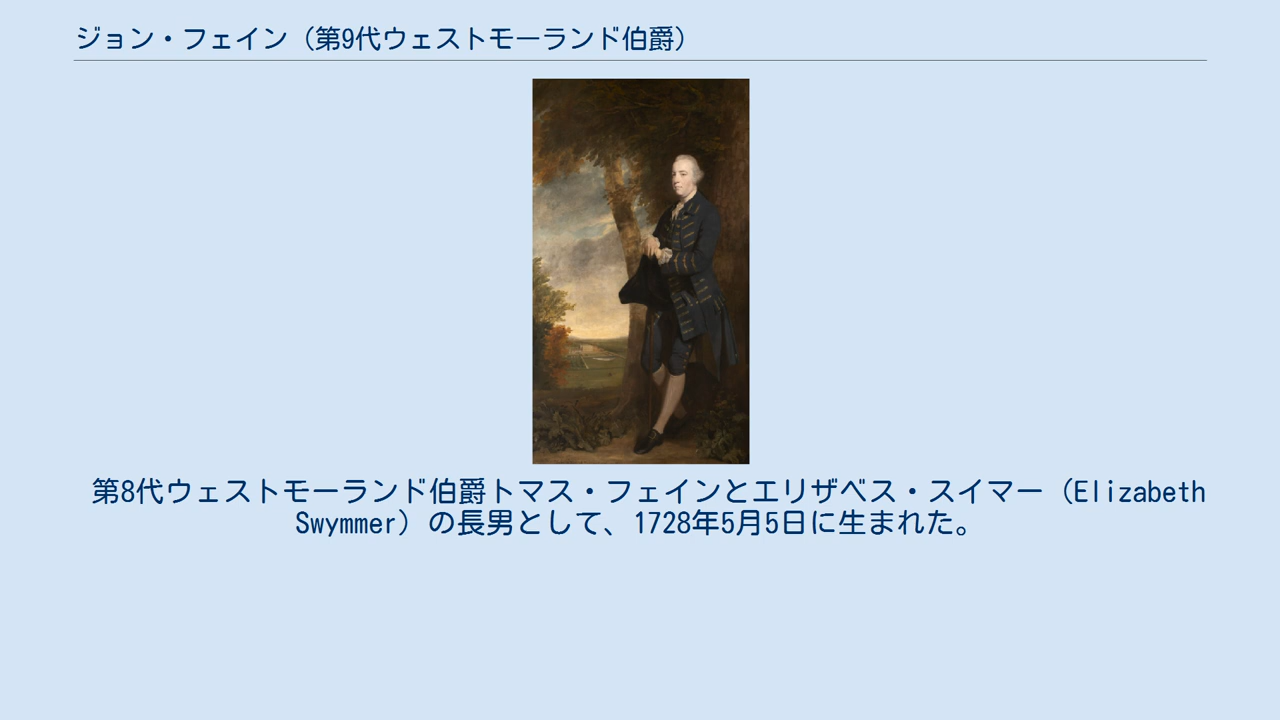 ジョン・フェイン（第9代ウェストモーランド伯爵）
第8代ウェストモーランド伯爵トマス・フェインとエリザベス・スイマー（Elizabeth
Swymmer）の長男として、1728年5月5日に生まれた。